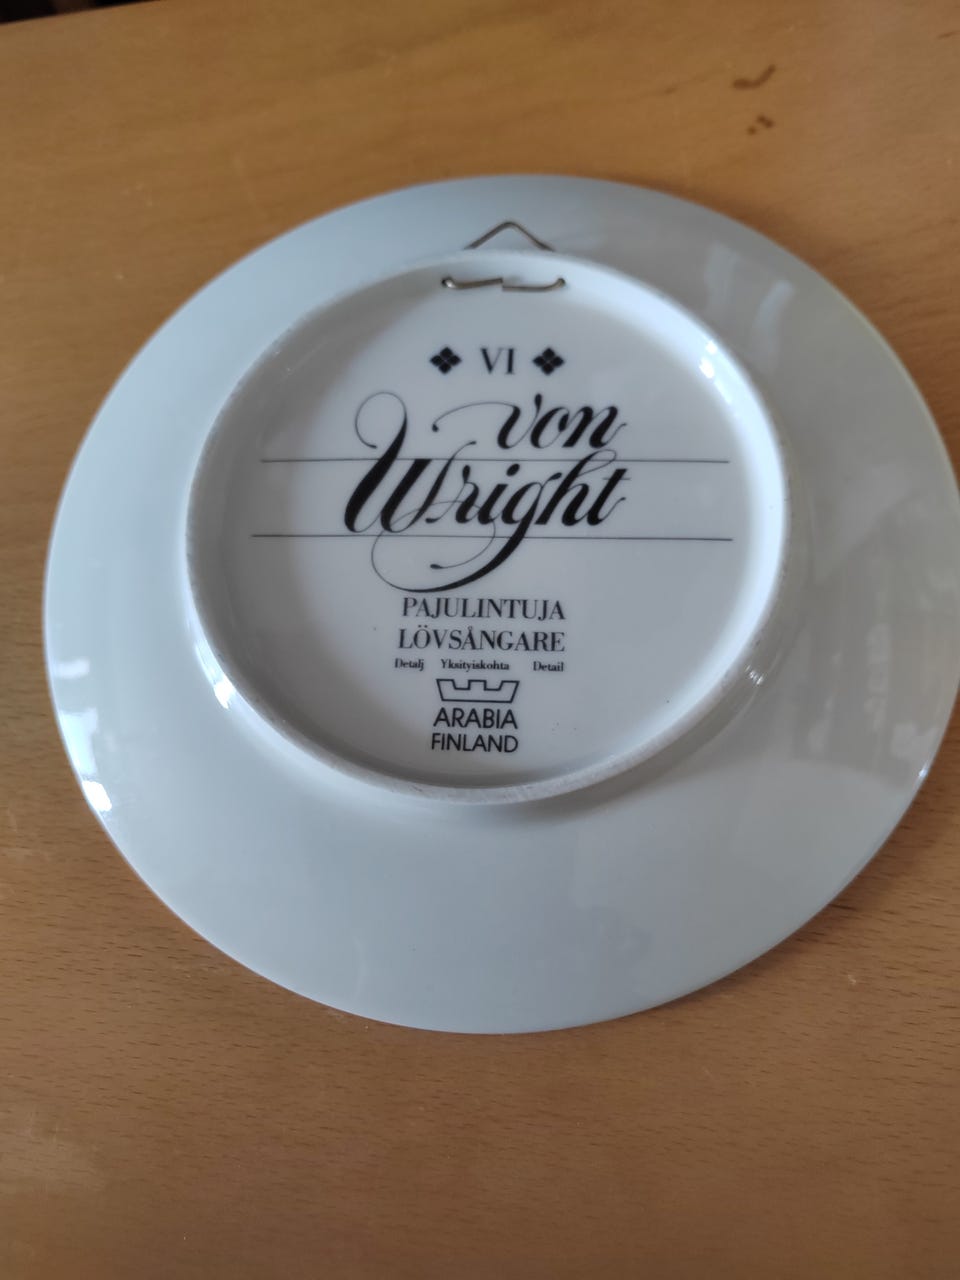 VI
von
Wright
PAJULINTUJA
LÖVSÅNGARE
Detalj Yksityiskohta Detail
ARABIA
FINLAND